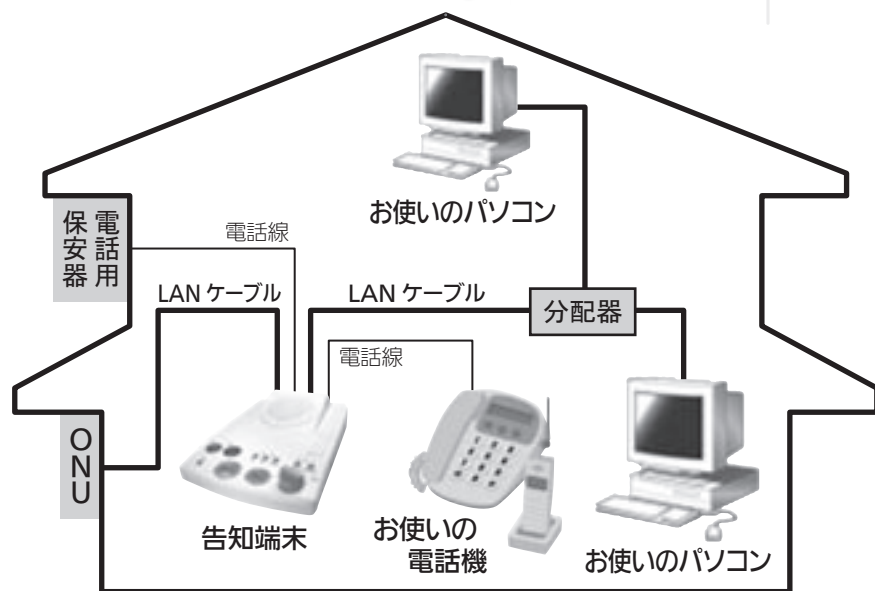 お使いのパソコン
電話用
保安器
電話線
LAN ケーブル
LAN ケーブル
分配器
電話線
ONU
告知端末
お使いの
電話機
お使いのパソコン